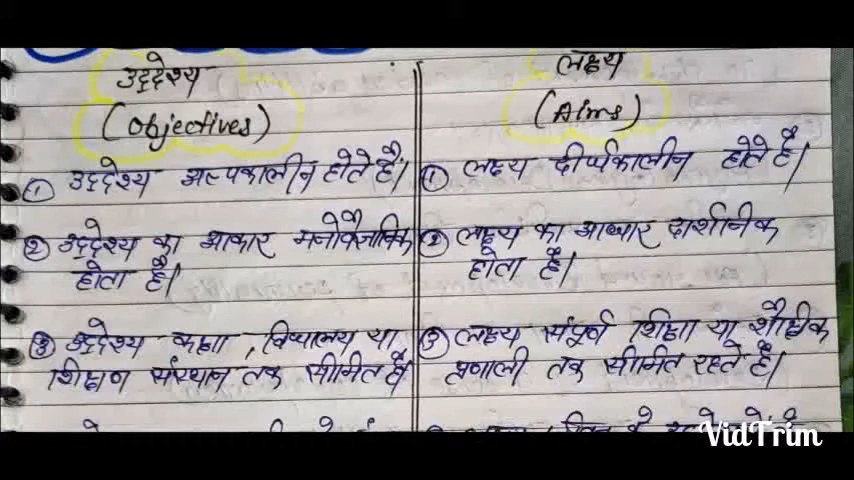 उद्देश्य
(Objectives)
① उद्देश्य अल्पकालीन होते हैं।
② उद्देश्य का आकार मनोवैज्ञानिक
होता है।
③ उद्देश्य कक्षा, विद्यालय या
शिक्षण संस्थान तक सीमित है
लक्ष्य
(Aims)
① लक्ष्य दीर्घकालीन होते है।
② लक्ष्य का आधार दार्शनिक
होता है।
③ लक्ष्य संपूर्ण शिक्षा या शैक्षिक
प्रणाली तक सीमित रहते है।
VidTrim